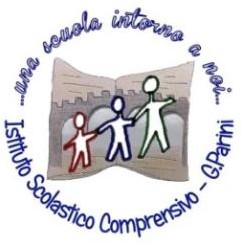 ...una scuola intorno a noi...
Istituto Scolastico Comprensivo - G.Parini